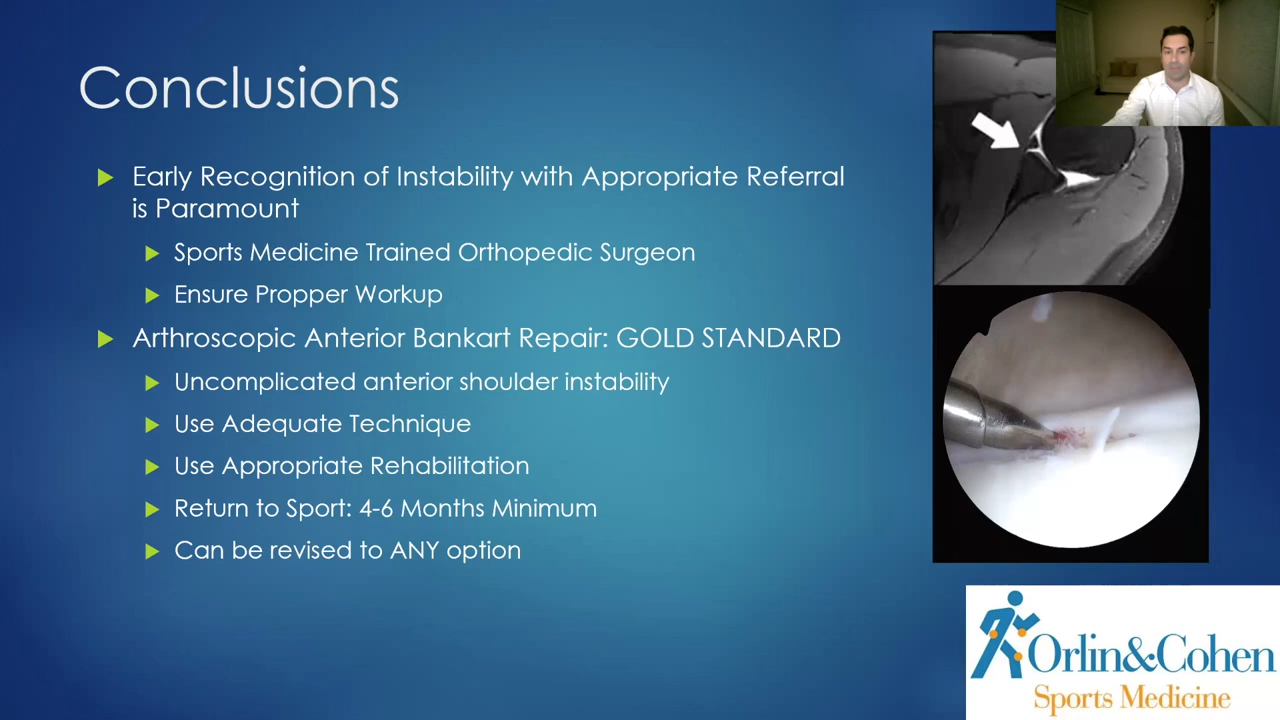 Conclusions
Early Recognition of Instability with Appropriate Referral
is Paramount
Sports Medicine Trained Orthopedic Surgeon
Ensure Propper Workup
Arthroscopic Anterior Bankart Repair: GOLD STANDARD
Uncomplicated anterior shoulder instability
Use Adequate Technique
Use Appropriate Rehabilitation
Return to Sport: 4-6 Months Minimum
Can be revised to ANY option
Orlin&Cohen
Sports Medicine